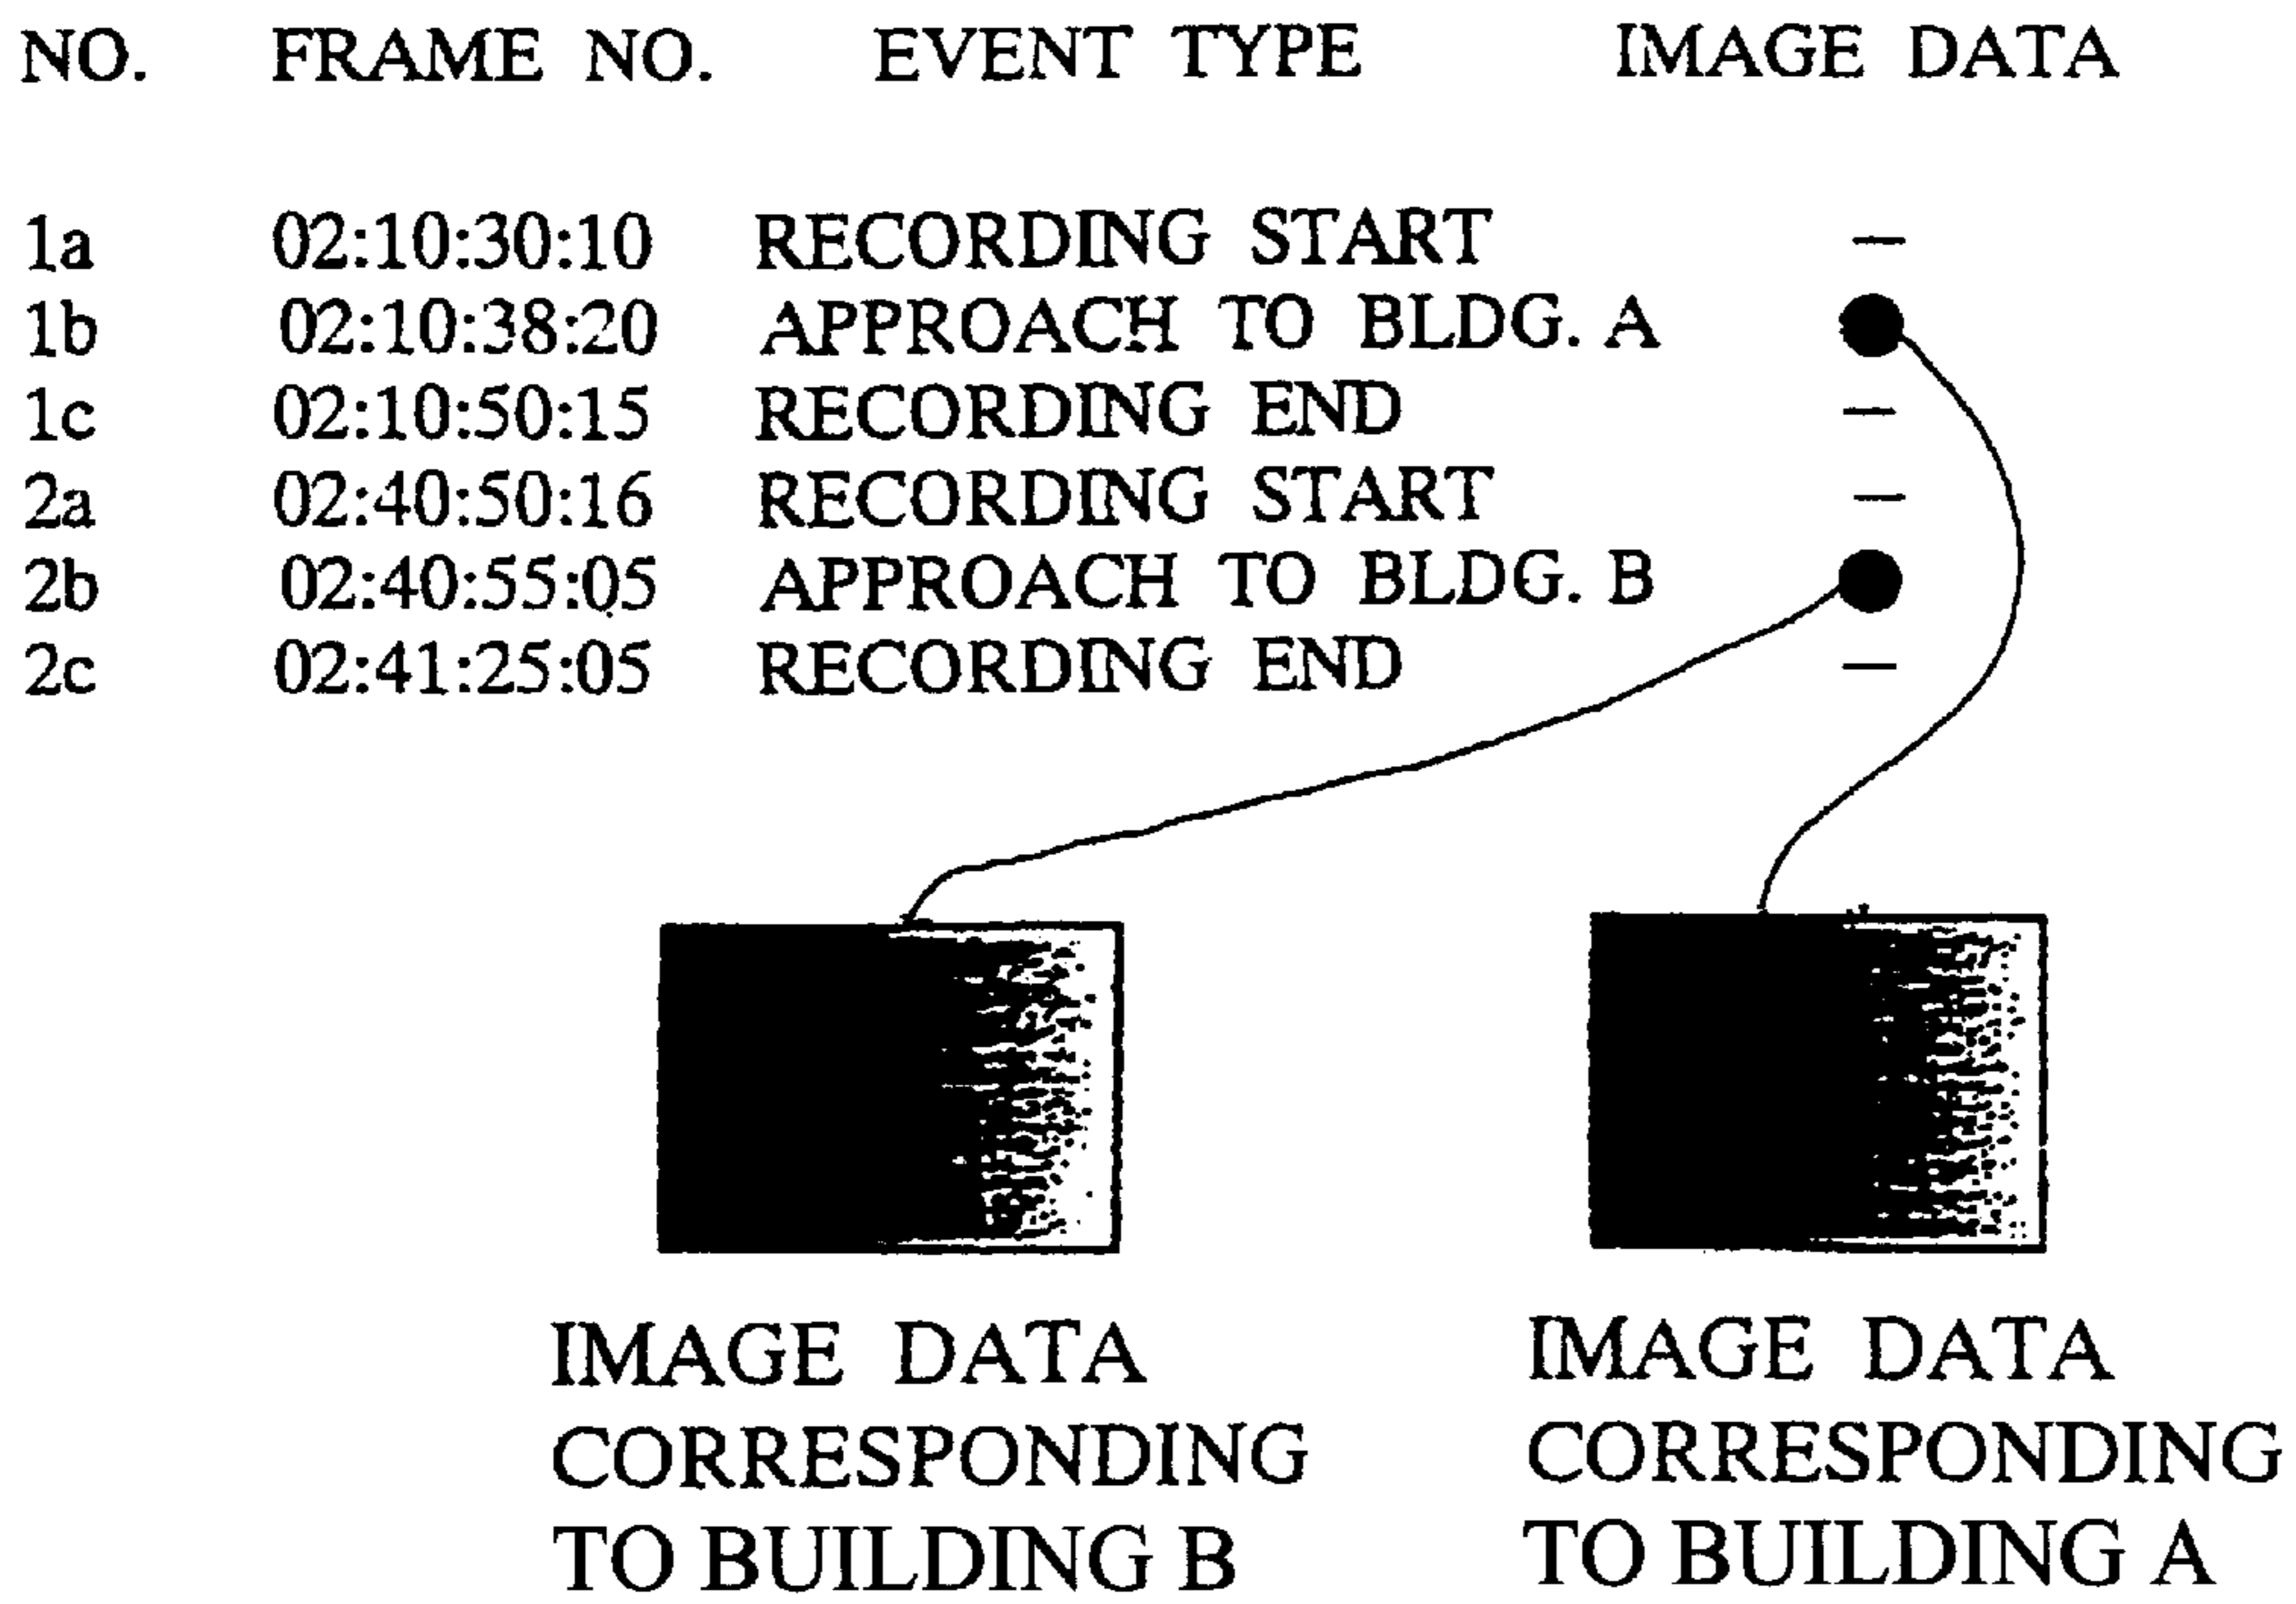 NO. FRAME NO. EVENT TYPE IMAGE DATA
1a 02:10:30:10 RECORDING START –
1b 02:10:38:20 APPROACH TO BLDG. A
1c 02:10:50:15 RECORDING END –
2a 02:40:50:16 RECORDING START –
2b 02:40:55:05 APPROACH TO BLDG. B
2c 02:41:25:05 RECORDING END –
IMAGE DATA
CORRESPONDING
TO BUILDING B
IMAGE DATA
CORRESPONDING
TO BUILDING A